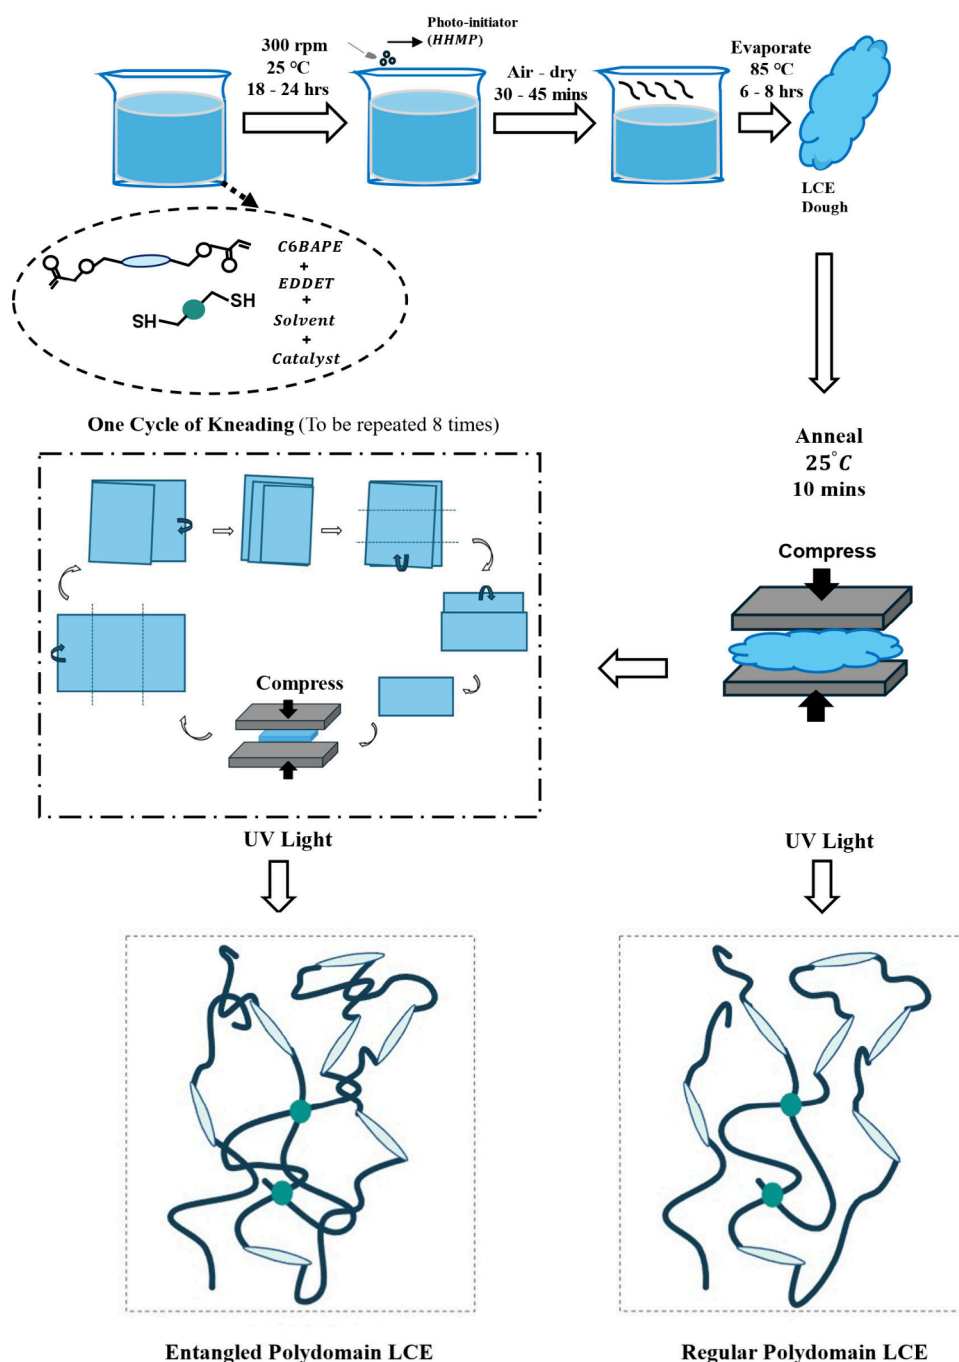 300 rpm
25 ℃
18 - 24 hrs
Photo-initiator
(HHMP)
Air - dry
30 - 45 mins
Evaporate
85 ℃
6 - 8 hrs
LCE
Dough
C6BAPE
+
EDDET
+
Solvent
+
Catalyst
SH
SH
One Cycle of Kneading (To be repeated 8 times)
Anneal
25°C
10 mins
Compress
Compress
UV Light
UV Light
Entangled Polydomain LCE
Regular Polydomain LCE